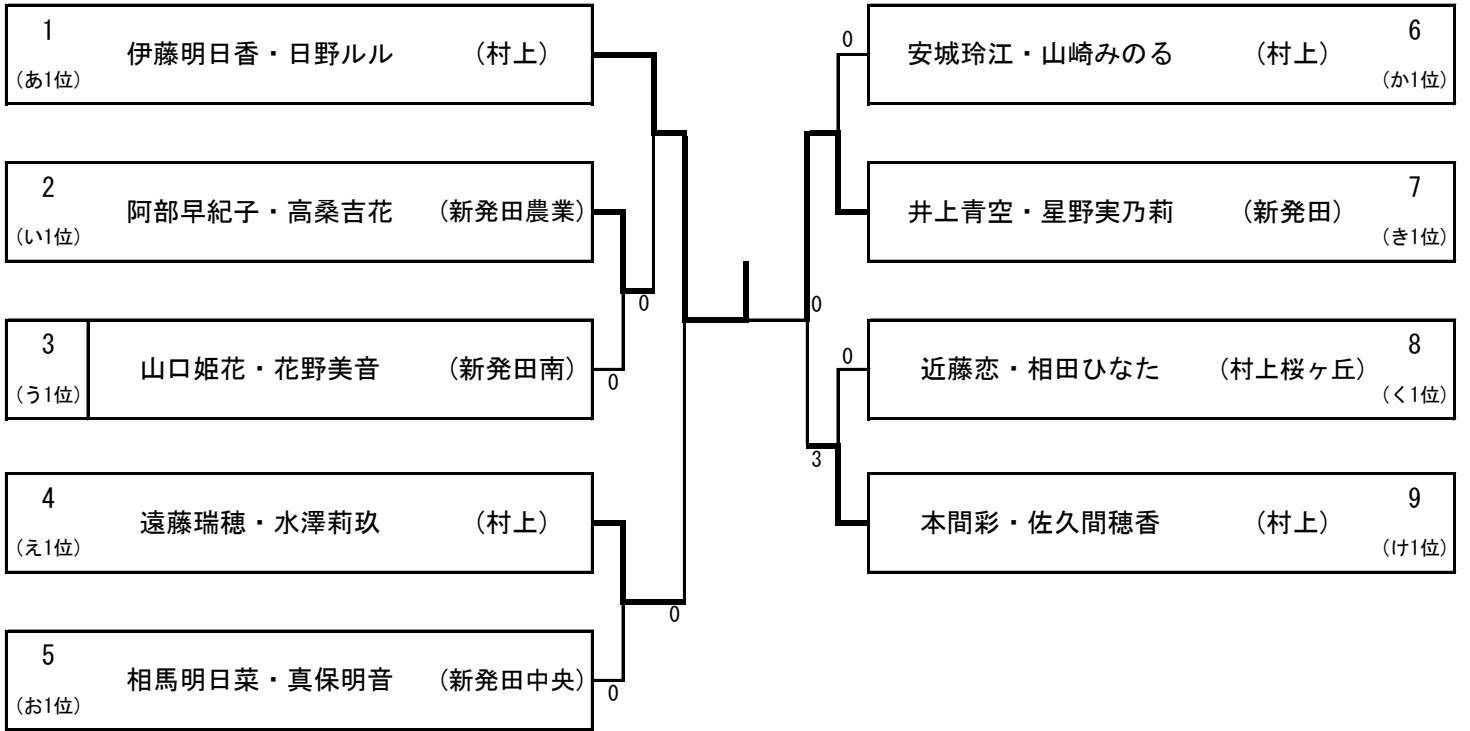 1
伊藤明日香・日野ルル (村上)
(あ1位)
2
阿部早紀子・高桑吉花 (新発田農業)
(い1位)
0
3
山口姫花・花野美音 (新発田南)
(う1位)
0
4
遠藤瑞穂・水澤莉玖 (村上)
(え1位)
0
5
相馬明日菜・真保明音 (新発田中央)
(お1位)
0
6
0
安城玲江・山崎みのる (村上)
(か1位)
7
井上青空・星野実乃莉 (新発田)
(き1位)
0
8
0
近藤恋・相田ひなた (村上桜ヶ丘)
(く1位)
3
9
本間彩・佐久間穂香 (村上)
(け1位)